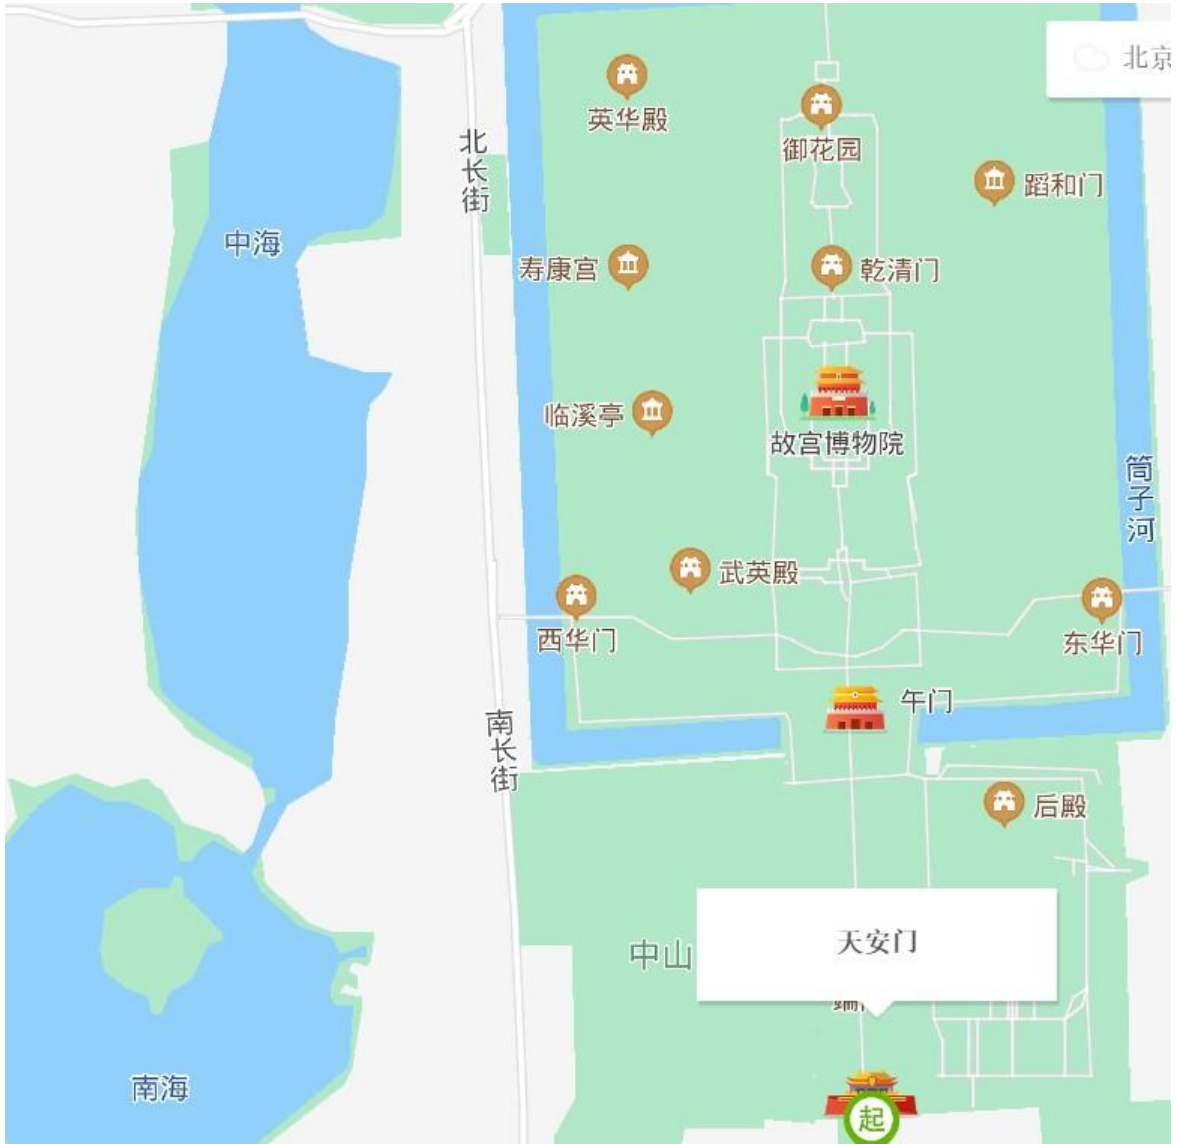 北京
英华殿
御花园
北长街
蹈和门
中海
寿康宫
乾清门
临溪亭
故宫博物院
筒子河
武英殿
西华门
东华门
午门
南长街
后殿
天安门
中山
南海
起